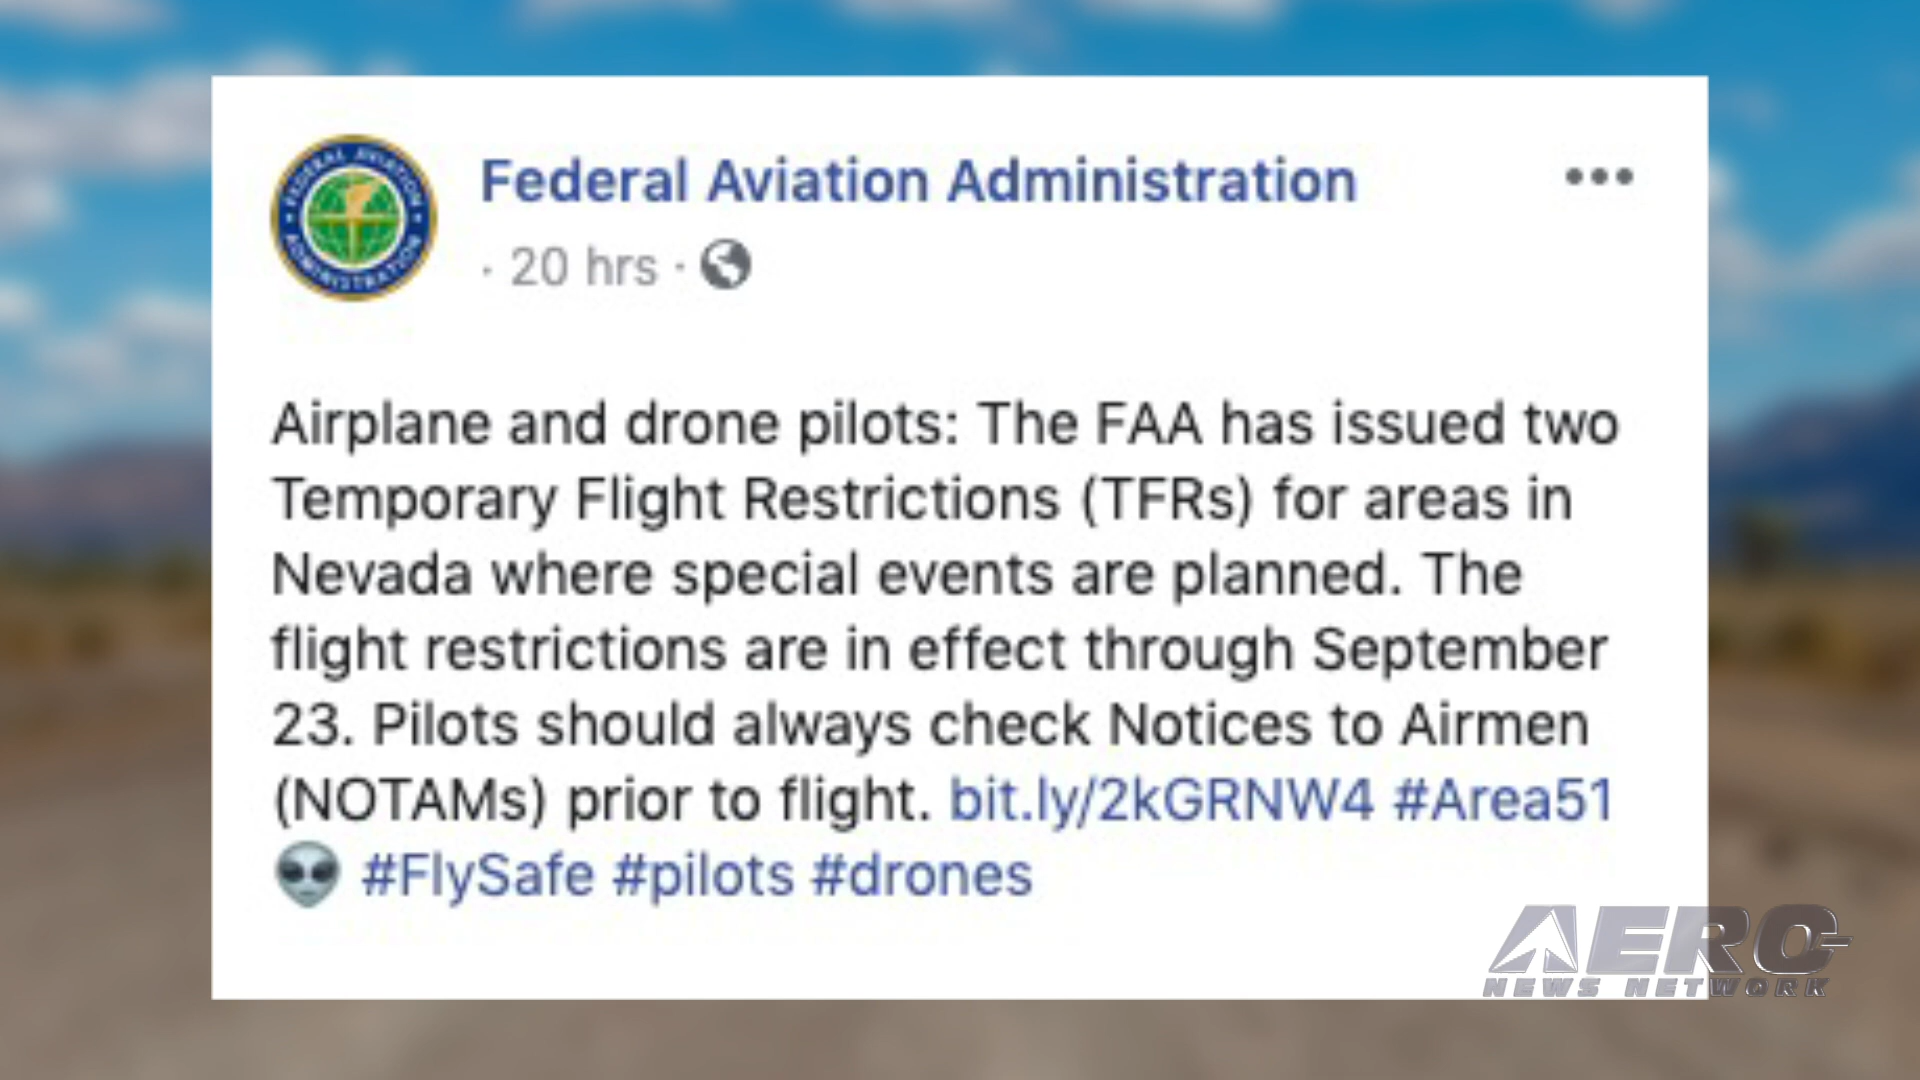 FEDERAL AVIATION
ADMINISTRATION
Federal Aviation Administration
· 20 hrs ·
Airplane and drone pilots: The FAA has issued two
Temporary Flight Restrictions (TFRs) for areas in
Nevada where special events are planned. The
flight restrictions are in effect through September
23. Pilots should always check Notices to Airmen
(NOTAMs) prior to flight. bit.ly/2kGRNW4 #Area51
👽 #FlySafe #pilots #drones
AERO
NEWS NETWORK